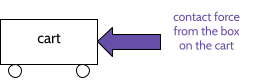 cart
contact force
from the box
on the cart